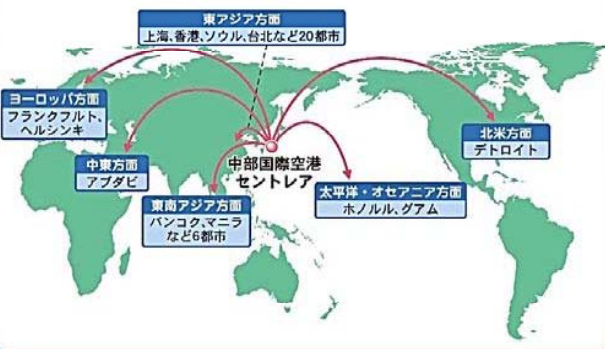 東アジア方面
上海、香港、ソウル、台北など20都市
ヨーロッパ方面
フランクフルト、
ヘルシンキ
中東方面
アブダビ
東南アジア方面
バンコク、マニラ
など6都市
中部国際空港
セントレア
太平洋・オセアニア方面
ホノルル、グアム
北米方面
デトロイト